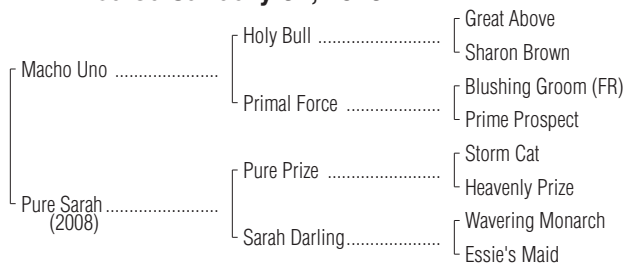 Great Above
Holy Bull
Sharon Brown
Macho Uno
Blushing Groom (FR)
Primal Force
Prime Prospect
Storm Cat
Pure Prize
Heavenly Prize
Pure Sarah
(2008)
Wavering Monarch
Sarah Darling
Essie's Maid